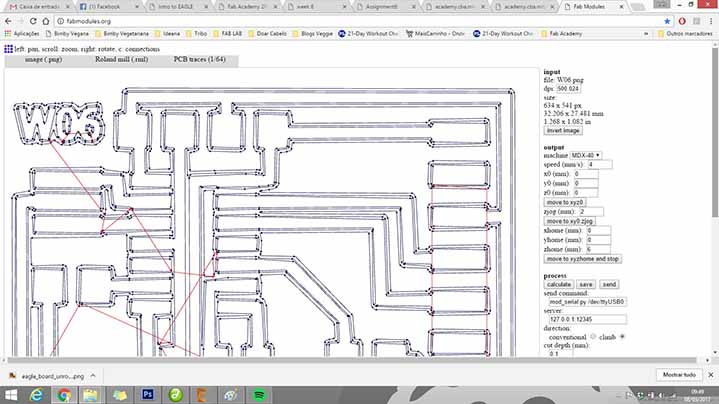 Caixa de entrada
(1) Facebook
Intro to EAGLE
Fab Academy 20
week 8
Assignment8
academy.cba.mi
academy.cba.mi
Fab Modules
fabmodules.org
Aplicações
Bimby Vegana
Reutilizar
Ideatna
Tribo
FAB LAB
Doar Cabelo
Blogs Veggie
21-Day Workout Ch
MaisCarrinho – Onde
21-Day Workout Ch
Fab Academy
Outros marcadores
left: pan, scroll: zoom, right: rotate, c: connections
image (.png)
Roland mill (.rml)
PCB traces (1/64)
W06
input
file: W06 png
dpi: 500.024
size:
634 x 541 px
32.206 x 27.481 mm
1.268 x 1.082 in
invert image
output
machine MDX-40
speed (mm/s): 4
x0 (mm): 0
y0 (mm): 0
z0 (mm): 0
move to xyz0
zjog (mm): 2
move to xy0 zjog
xhome (mm): 0
yhome (mm): 0
zhome (mm): 6
move to xyzhome and stop
process
calculate save send
send command:
mod_serial.py /dev/ttyUSB0
server:
127.0.0.1:12345
direction:
conventional climb
cut depth (mm):
0.1
eagle_board_unro....png
Mostrar tudo
09:49
08/03/2017